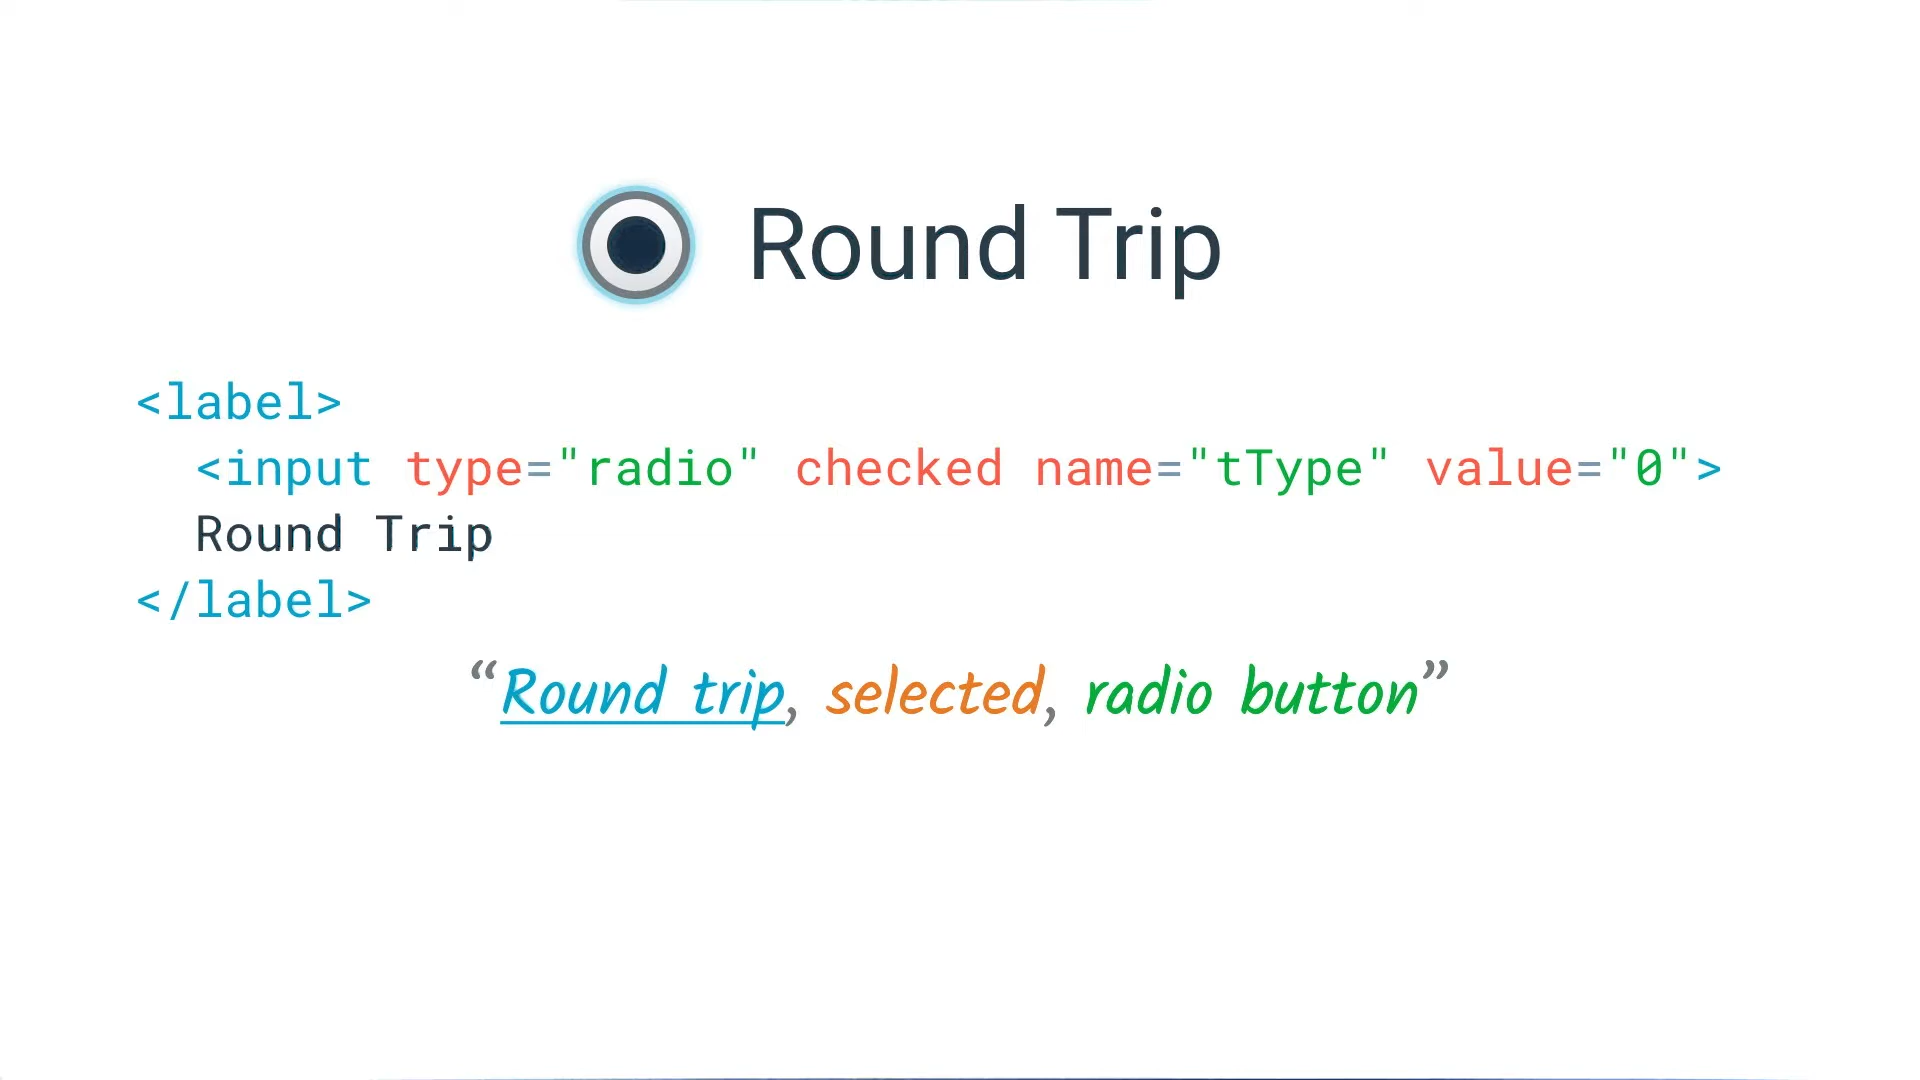 Round Trip
<label>
<input type="radio" checked name="tType" value="0">
Round Trip
</label>
“Round trip, selected, radio button”